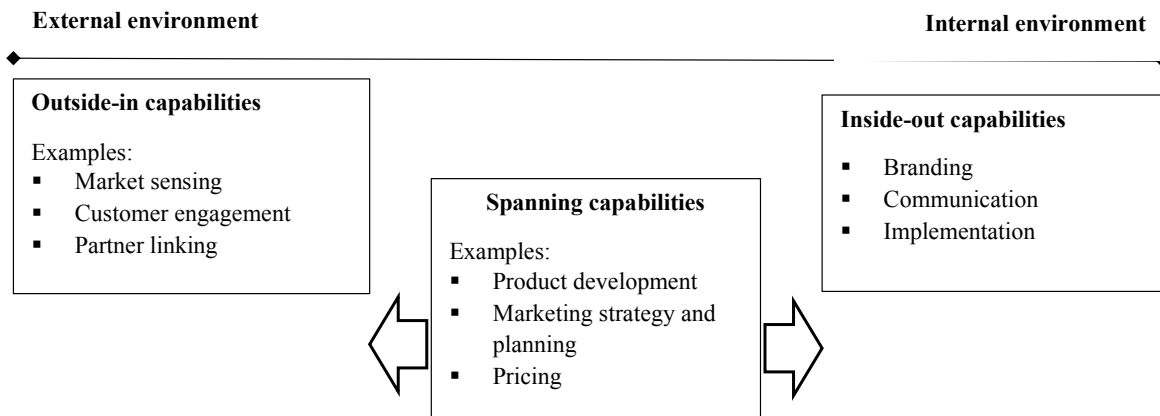 External environment
Internal environment
Outside-in capabilities
Examples:
▪ Market sensing
▪ Customer engagement
▪ Partner linking
Spanning capabilities
Examples:
▪ Product development
▪ Marketing strategy and
planning
▪ Pricing
Inside-out capabilities
▪ Branding
▪ Communication
▪ Implementation